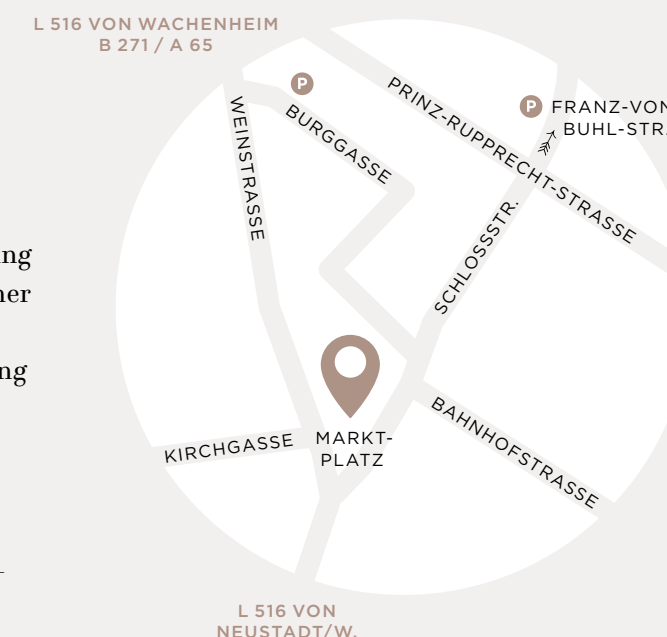 L 516 VON WACHENHEIM
B 271 / A 65
P
P
FRANZ-VON
BUHL-STR.
PRINZ-RUPPRECHT-STRASSE
BURGGASSE
WEINSTRASSE
SCHLOSSSTR.
MARKT-
PLATZ
KIRCHGASSE
BAHNHOFSTRASSE
L 516 VON
NEUSTADT/W.